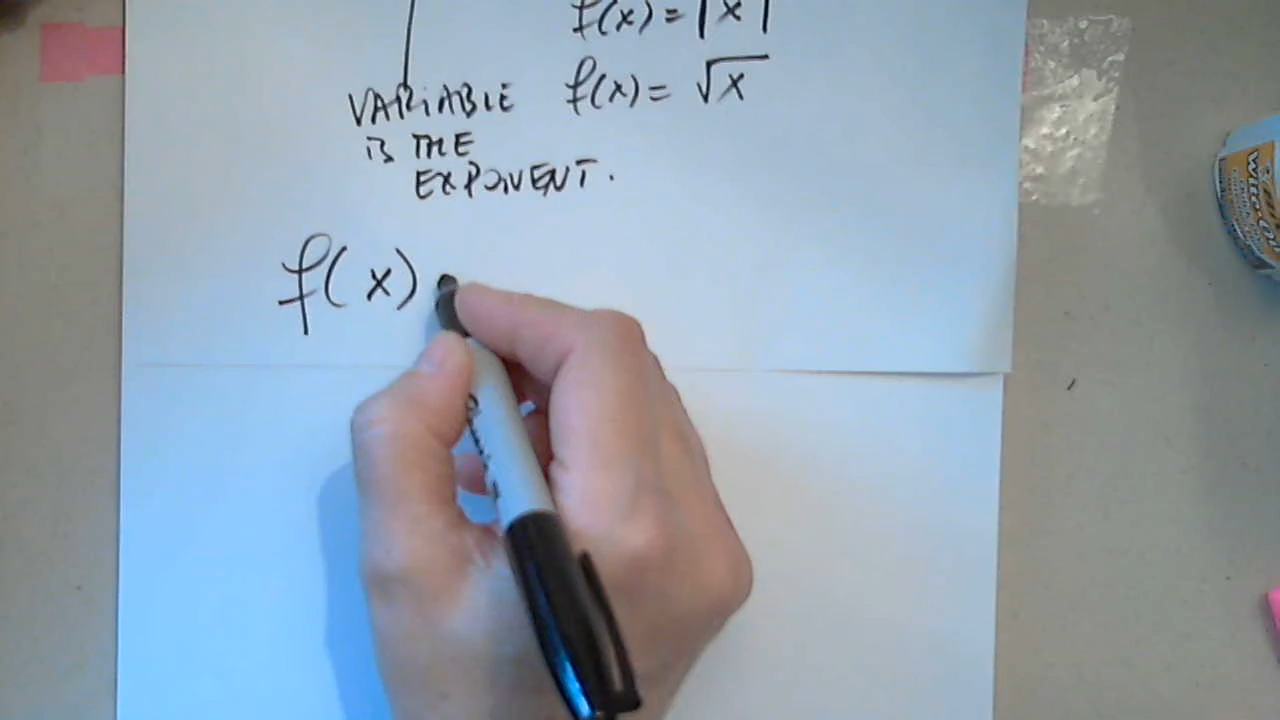 f(x) = |x|
VARIABLE f(x) = √x
IS THE
EXPONENT.
f(x)